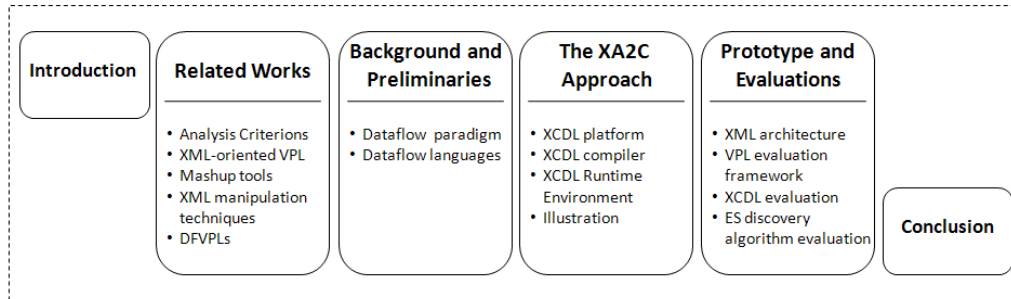 Introduction
Related Works
• Analysis Criterions
• XML-oriented VPL
• Mashup tools
• XML manipulation
techniques
• DFVPLs
Background and
Preliminaries
• Dataflow paradigm
• Dataflow languages
The XA2C
Approach
• XCDL platform
• XCDL compiler
• XCDL Runtime
Environment
• Illustration
Prototype and
Evaluations
• XML architecture
• VPL evaluation
framework
• XCDL evaluation
• ES discovery
algorithm evaluation
Conclusion